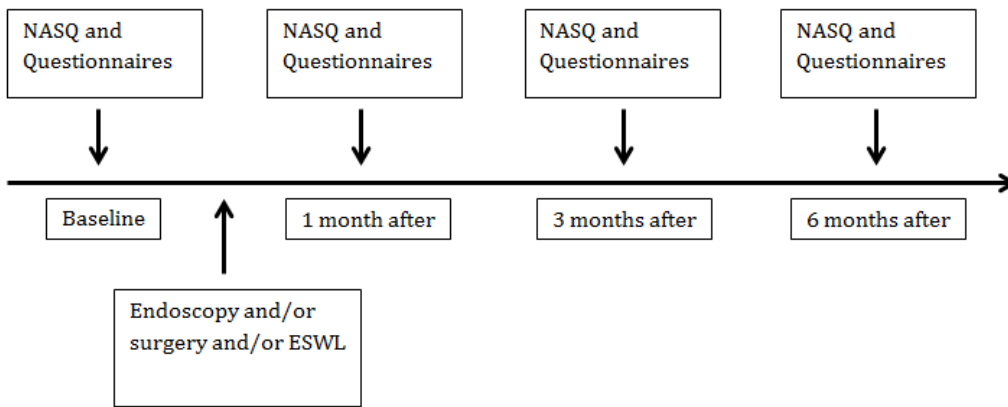 NASQ and
Questionnaires
NASQ and
Questionnaires
NASQ and
Questionnaires
NASQ and
Questionnaires
Baseline
1 month after
3 months after
6 months after
Endoscopy and/or
surgery and/or ESWL